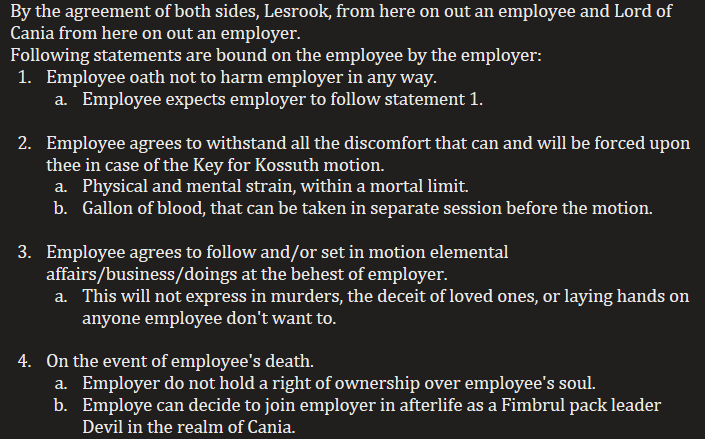 By the agreement of both sides, Lesrook, from here on out an employee and Lord of
Cania from here on out an employer.
Following statements are bound on the employee by the employer:
1. Employee oath not to harm employer in any way.
a. Employee expects employer to follow statement 1.
2. Employee agrees to withstand all the discomfort that can and will be forced upon
thee in case of the Key for Kossuth motion.
a. Physical and mental strain, within a mortal limit.
b. Gallon of blood, that can be taken in separate session before the motion.
3. Employee agrees to follow and/or set in motion elemental
affairs/business/doings at the behest of employer.
a. This will not express in murders, the deceit of loved ones, or laying hands on
anyone employee don't want to.
4. On the event of employee's death.
a. Employer do not hold a right of ownership over employee's soul.
b. Employe can decide to join employer in afterlife as a Fimbrul pack leader
Devil in the realm of Cania.